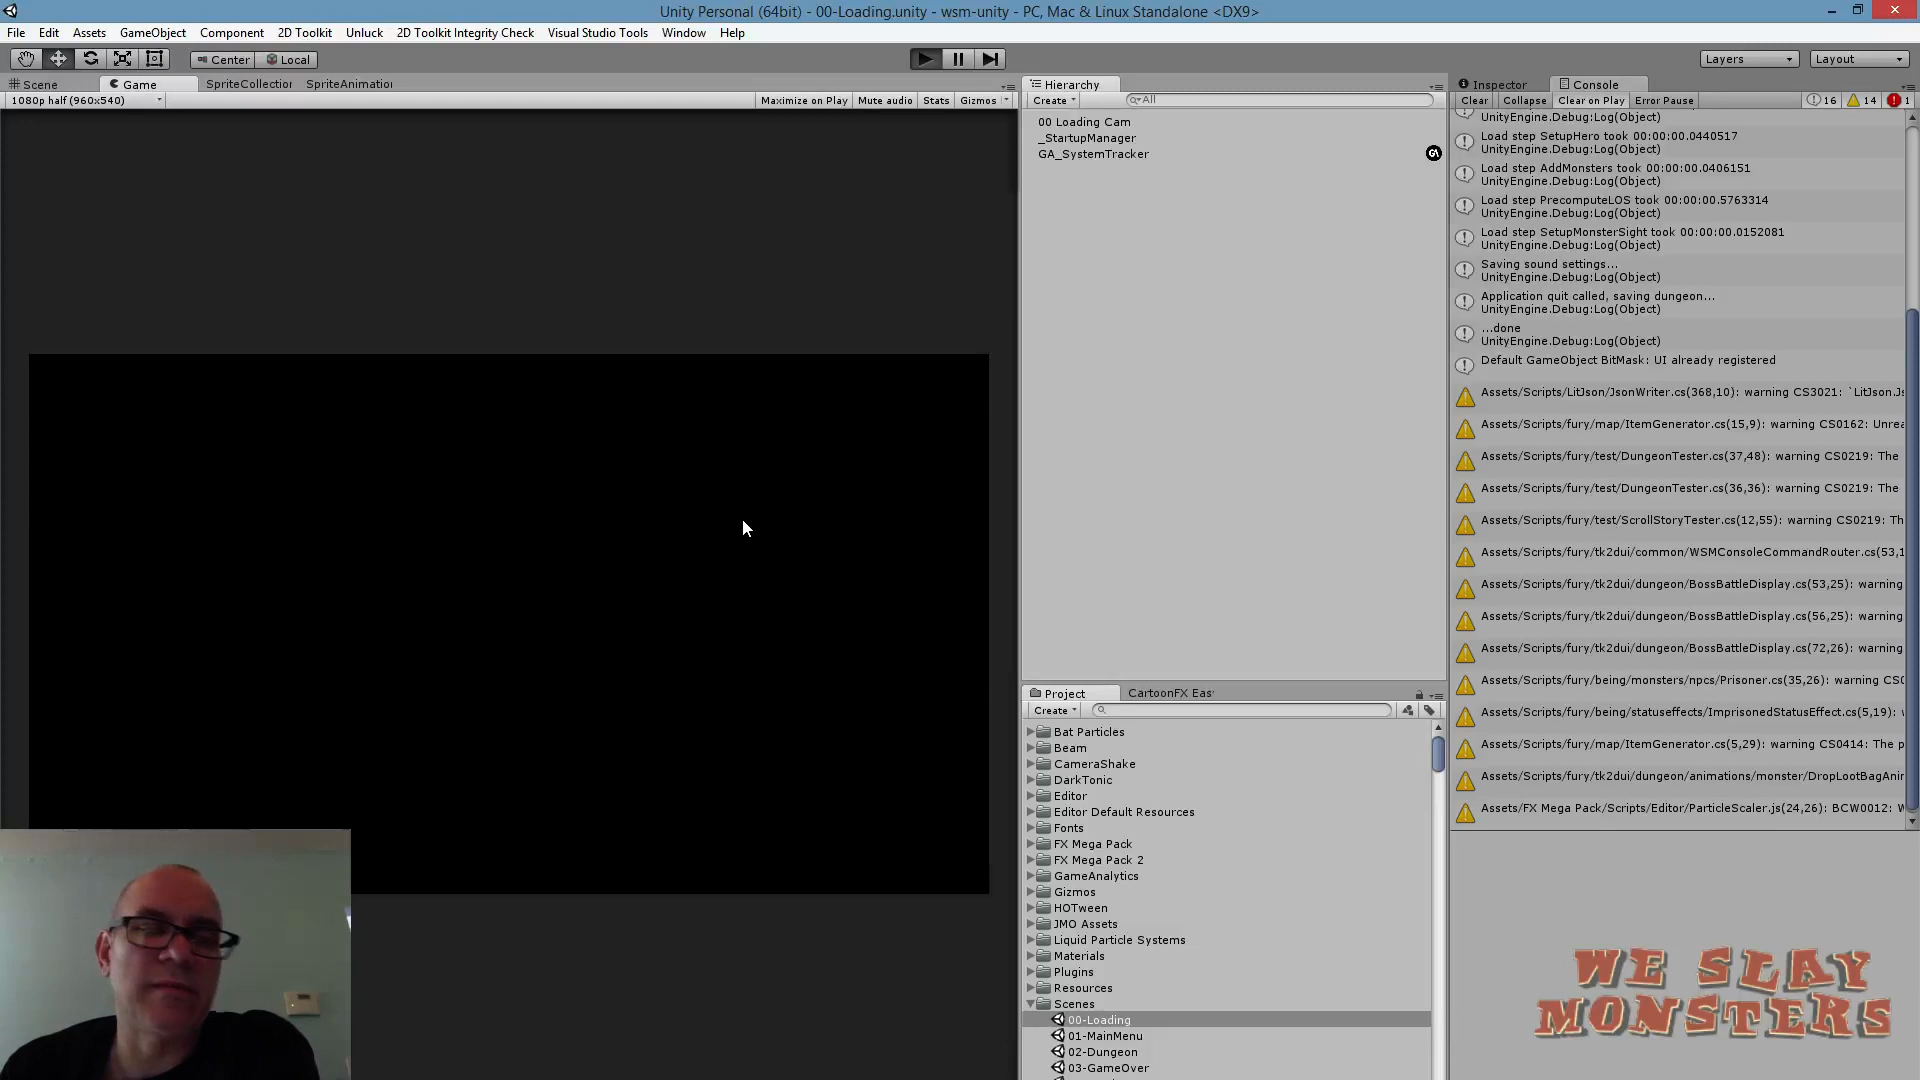 Unity Personal (64bit) - 00-Loading.unity - wsm-unity - PC, Mac & Linux Standalone <DX9>
File Edit Assets GameObject Component 2D Toolkit Unluck 2D Toolkit Integrity Check Visual Studio Tools Window Help
Center Local Layers Layout
Scene Game SpriteCollectior SpriteAnimatior
1080p half (960x540) Maximize on Play Mute audio Stats Gizmos
Hierarchy
Create All
00 Loading Cam
_StartupManager
GA_SystemTracker
Project CartoonFX Eas
Create
Bat Particles
Beam
CameraShake
DarkTonic
Editor
Editor Default Resources
Fonts
FX Mega Pack
FX Mega Pack 2
GameAnalytics
Gizmos
HOTween
JMO Assets
Liquid Particle Systems
Materials
Plugins
Resources
Scenes
00-Loading
01-MainMenu
02-Dungeon
03-GameOver
Inspector Console
Clear Collapse Clear on Play Error Pause 16 14 1
UnityEngine.Debug:Log(Object)
Load step SetupHero took 00:00:00.0440517
UnityEngine.Debug:Log(Object)
Load step AddMonsters took 00:00:00.0406151
UnityEngine.Debug:Log(Object)
Load step PrecomputeLOS took 00:00:00.5763314
UnityEngine.Debug:Log(Object)
Load step SetupMonsterSight took 00:00:00.0152081
UnityEngine.Debug:Log(Object)
Saving sound settings...
UnityEngine.Debug:Log(Object)
Application quit called, saving dungeon...
UnityEngine.Debug:Log(Object)
...done
UnityEngine.Debug:Log(Object)
Default GameObject BitMask: UI already registered
Assets/Scripts/LitJson/JsonWriter.cs(368,10): warning CS3021: `LitJson.Js
Assets/Scripts/fury/map/ItemGenerator.cs(15,9): warning CS0162: Unrea
Assets/Scripts/fury/test/DungeonTester.cs(37,48): warning CS0219: The
Assets/Scripts/fury/test/DungeonTester.cs(36,36): warning CS0219: The
Assets/Scripts/fury/test/ScrollStoryTester.cs(12,55): warning CS0219: Th
Assets/Scripts/fury/tk2dui/common/WSMConsoleCommandRouter.cs(53,1
Assets/Scripts/fury/tk2dui/dungeon/BossBattleDisplay.cs(53,25): warning
Assets/Scripts/fury/tk2dui/dungeon/BossBattleDisplay.cs(56,25): warning
Assets/Scripts/fury/tk2dui/dungeon/BossBattleDisplay.cs(72,26): warning
Assets/Scripts/fury/being/monsters/npcs/Prisoner.cs(35,26): warning CS0
Assets/Scripts/fury/being/statuseffects/ImprisonedStatusEffect.cs(5,19): w
Assets/Scripts/fury/map/ItemGenerator.cs(5,29): warning CS0414: The p
Assets/Scripts/fury/tk2dui/dungeon/animations/monster/DropLootBagAnir
Assets/FX Mega Pack/Scripts/Editor/ParticleScaler.js(24,26): BCW0012: W
WE SLAY
MONSTERS